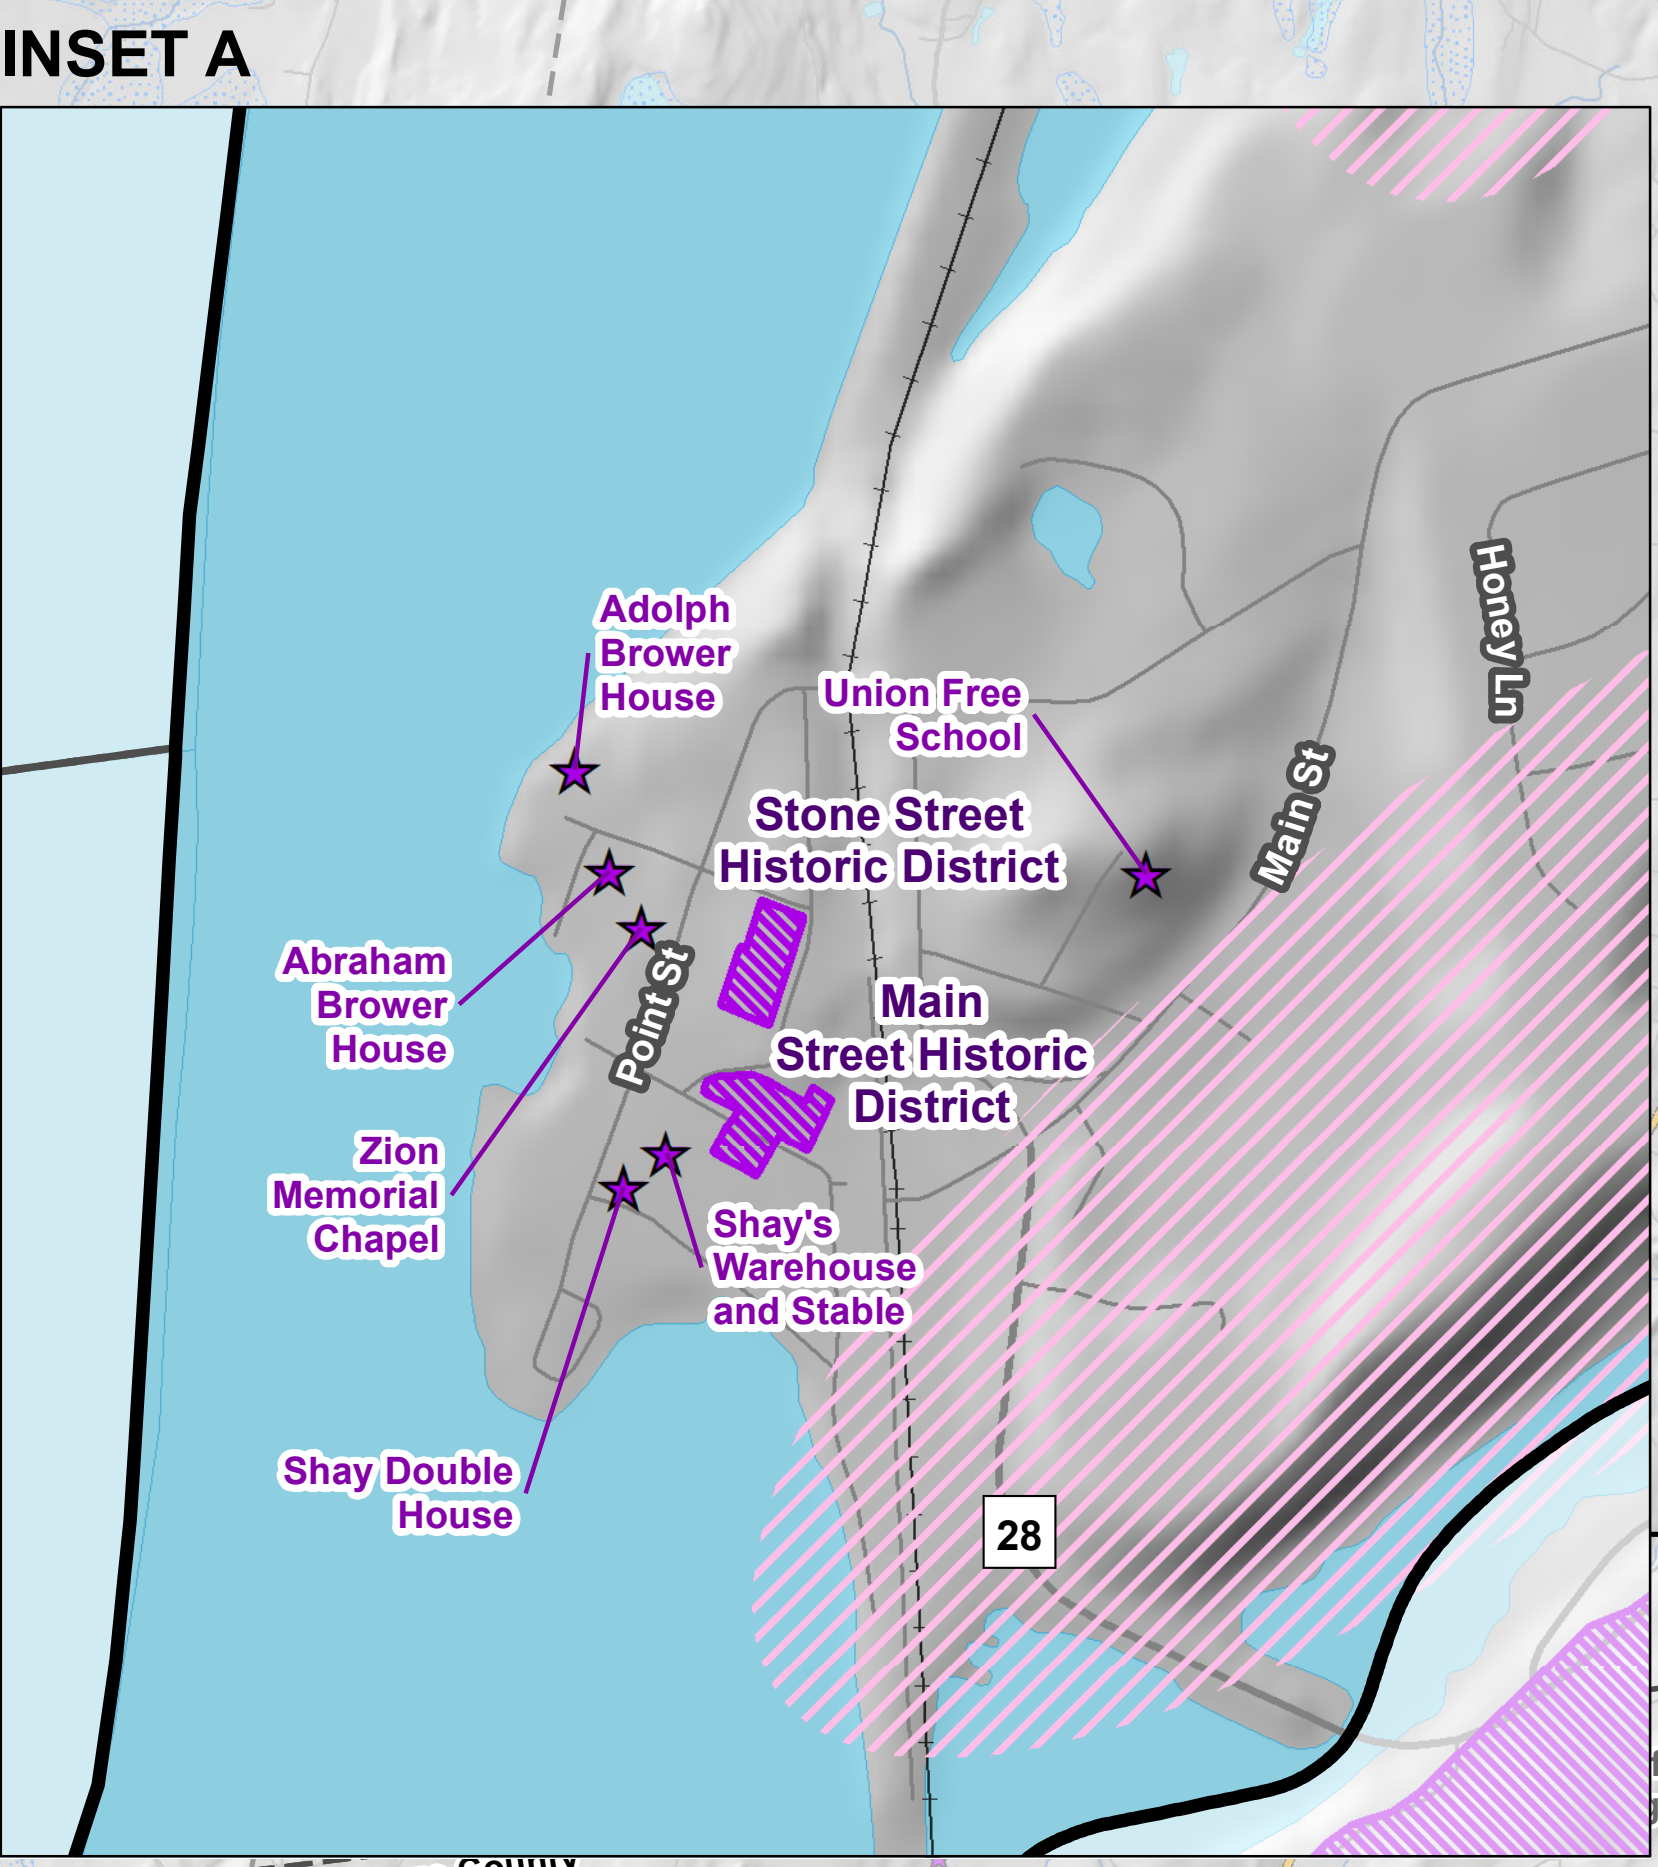 INSET A
Adolph
Brower
House
Union Free
School
Honey Ln
Main St
Stone Street
Historic District
Abraham
Brower
House
Point St
Main
Street Historic
District
Zion
Memorial
Chapel
Shay's
Warehouse
and Stable
Shay Double
House
28
County